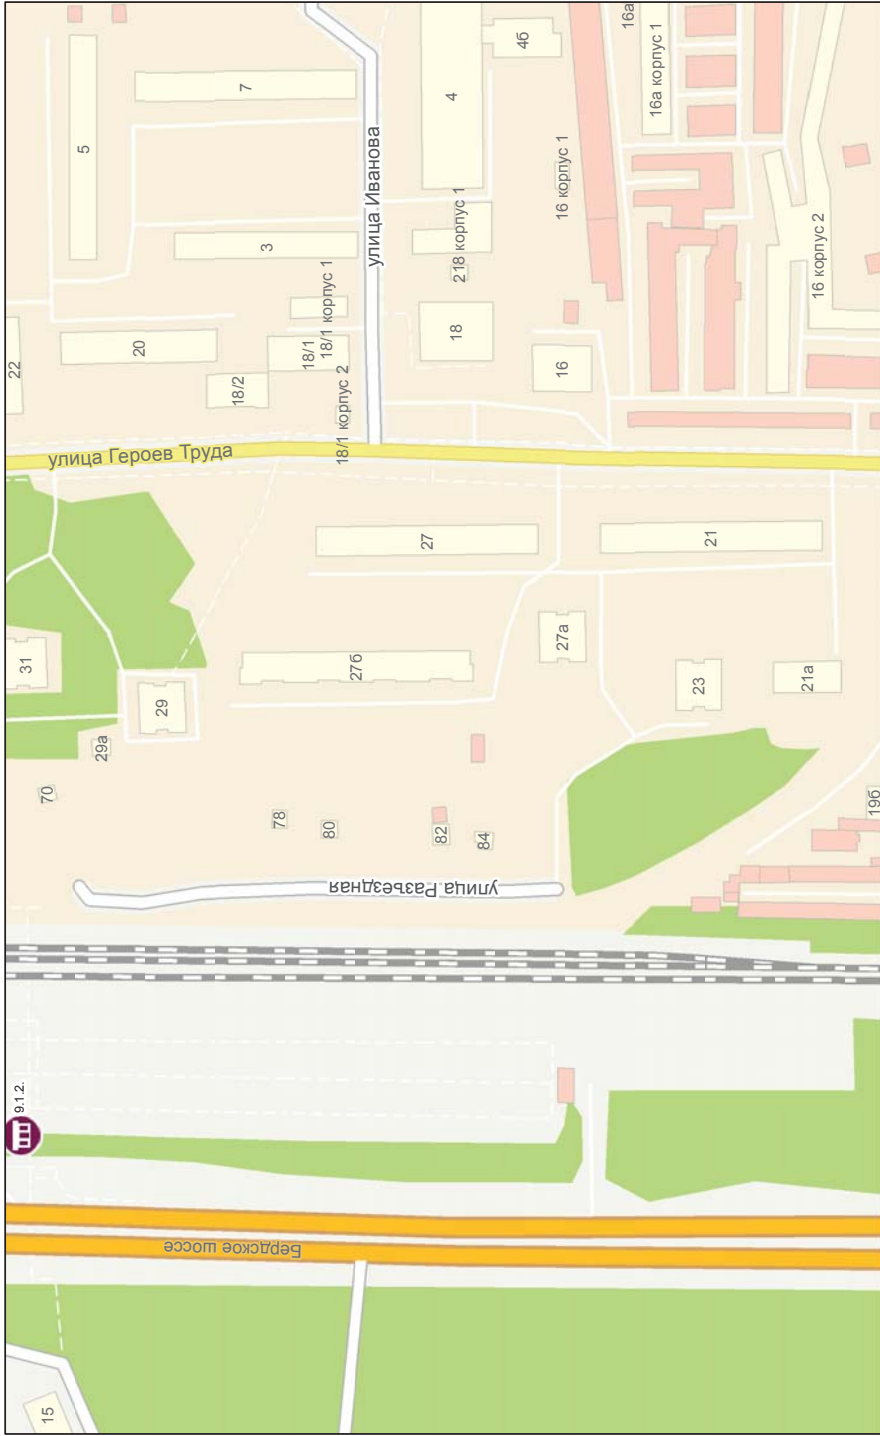 5
7
4
4б
16а
16а корпус 1
улица Иванова
3
218 корпус 1
16 корпус 1
16 корпус 2
22
20
18/2
18/1
18/1 корпус 1
18/1 корпус 2
18
16
улица Героев Труда
27
21
31
29
29а
27б
27а
23
21а
70
78
80
82
84
19б
улица Разъездная
9.1.2.
Бердское шоссе
15